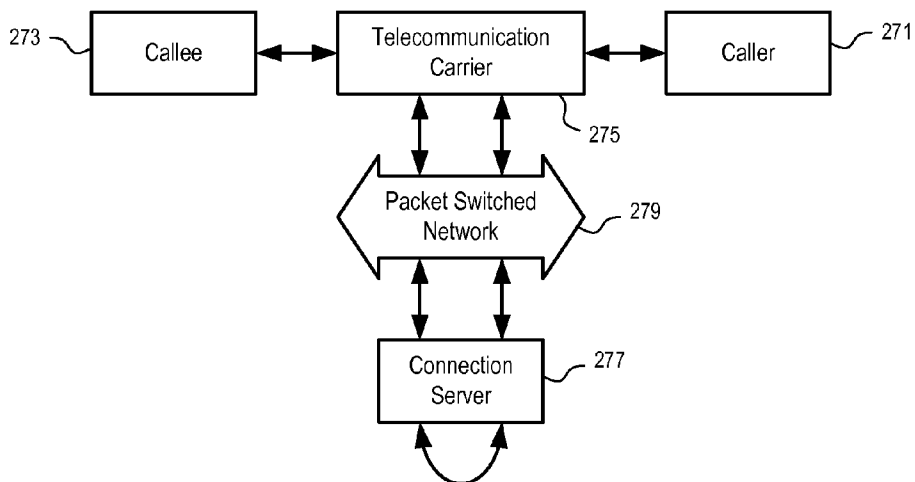 273
Callee
Telecommunication
Carrier
Caller
271
275
Packet Switched
Network
279
Connection
Server
277